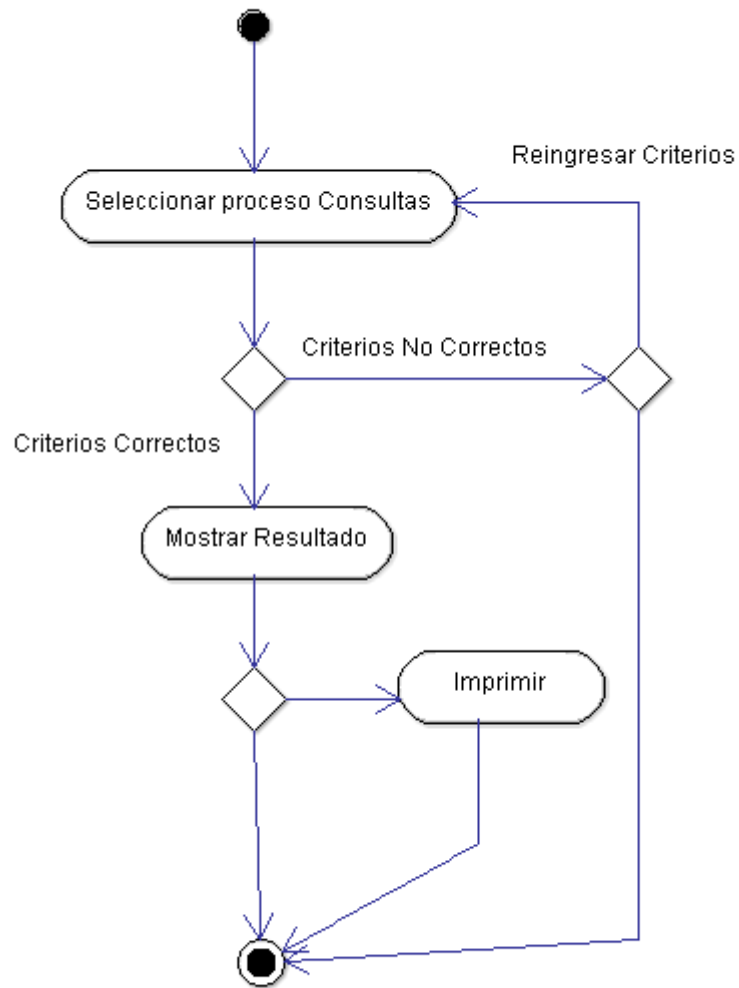 Reingresar Criterios
Seleccionar proceso Consultas
Criterios No Correctos
Criterios Correctos
Mostrar Resultado
Imprimir